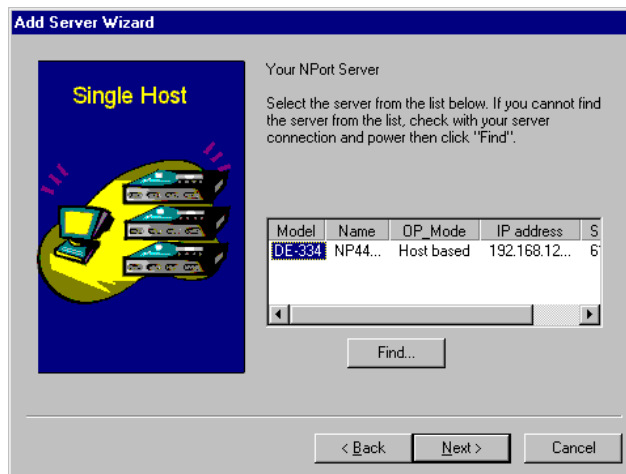 Add Server Wizard
Single Host
Your NPort Server
Select the server from the list below. If you cannot find
the server from the list, check with your server
connection and power then click "Find".
Model Name OP_Mode IP address S
DE-334 NP44... Host based 192.168.12... 6
Find...
< Back Next > Cancel